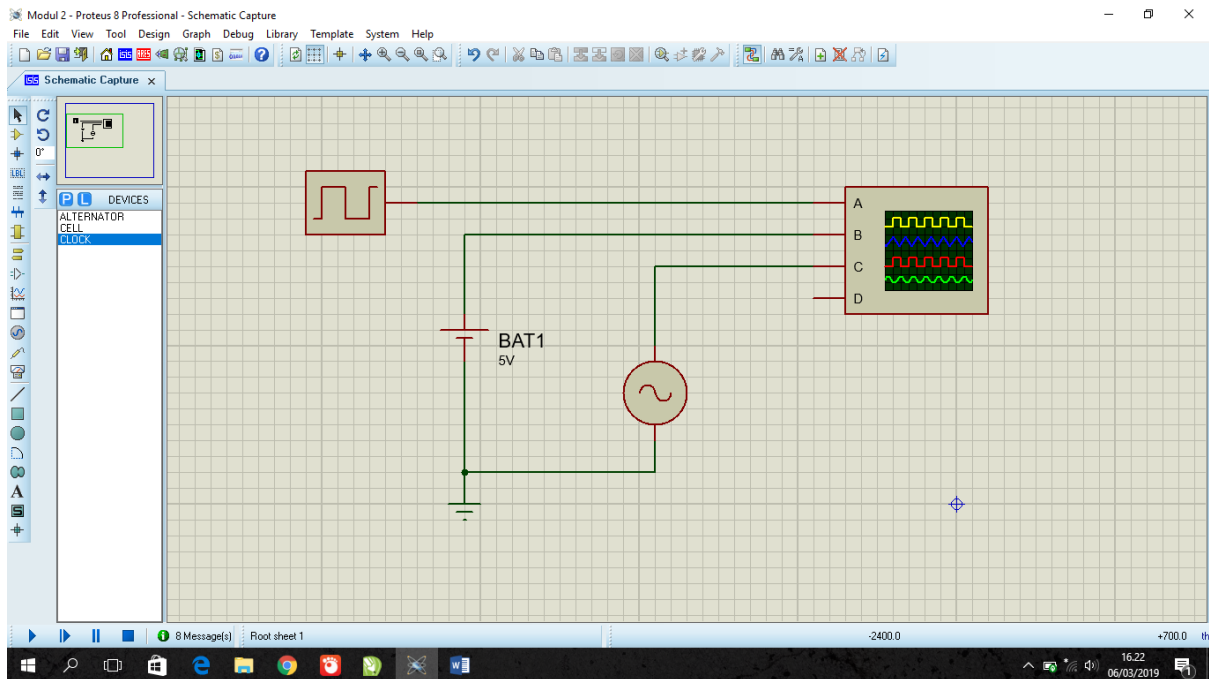 Modul 2 - Proteus 8 Professional - Schematic Capture
File Edit View Tool Design Graph Debug Library Template System Help
Schematic Capture
0°
LBL
P L DEVICES
ALTERNATOR
CELL
CLOCK
A
B
C
D
BAT1
5V
A
S
8 Message(s) Root sheet 1 -2400.0 +700.0 th
16.22
06/03/2019